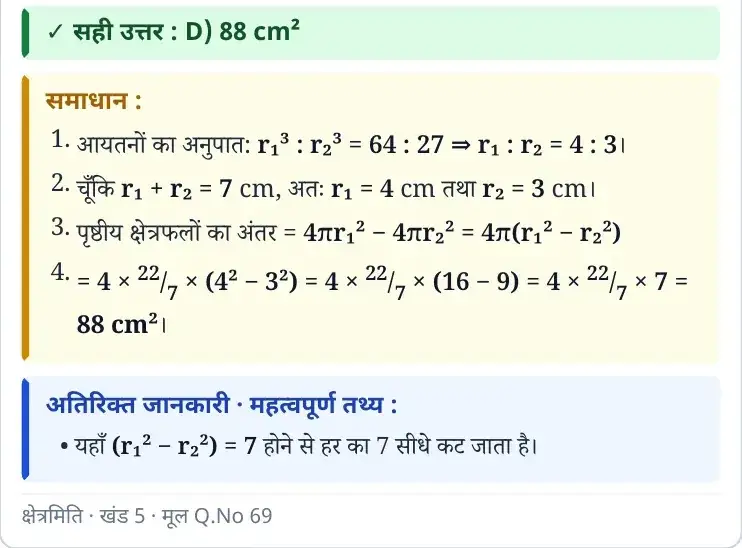 ✓ सही उत्तर : D) 88 cm²
समाधान :
1. आयतनों का अनुपात: r₁³ : r₂³ = 64 : 27 ⇒ r₁ : r₂ = 4 : 3।
2. चूँकि r₁ + r₂ = 7 cm, अतः r₁ = 4 cm तथा r₂ = 3 cm।
3. पृष्ठीय क्षेत्रफलों का अंतर = 4πr₁² − 4πr₂² = 4π(r₁² − r₂²)
4. = 4 × ²²/₇ × (4² − 3²) = 4 × ²²/₇ × (16 − 9) = 4 × ²²/₇ × 7 =
88 cm²।
अतिरिक्त जानकारी · महत्वपूर्ण तथ्य :
• यहाँ (r₁² − r₂²) = 7 होने से हर का 7 सीधे कट जाता है।
क्षेत्रमिति · खंड 5 · मूल Q.No 69